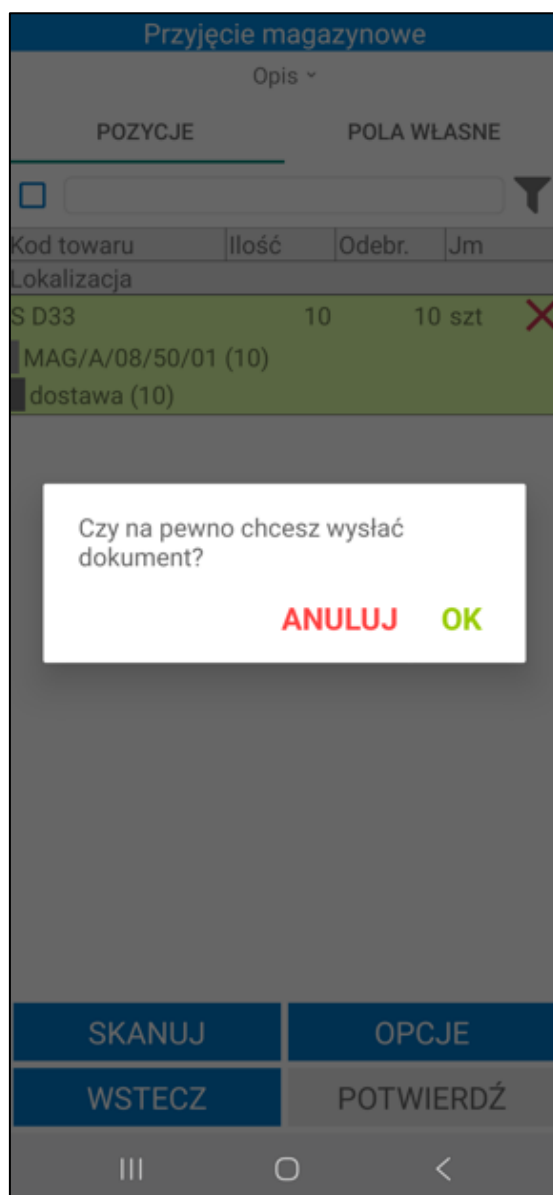 Przyjęcie magazynowe
Opis
POZYCJE POLA WŁASNE
Kod towaru Ilość Odebr. Jm
Lokalizacja
S D33 10 10 szt
MAG/A/08/50/01 (10)
dostawa (10)
Czy na pewno chcesz wysłać
dokument?
ANULUJ OK
SKANUJ OPCJE
WSTECZ POTWIERDŹ